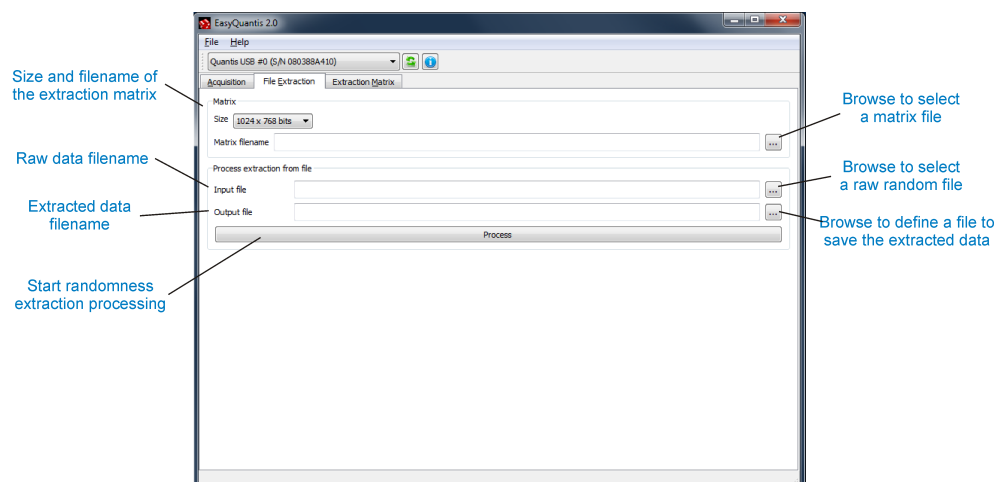 EasyQuantis 2.0
File Help
Quantis USB #0 (S/N 080388A410)
Acquisition File Extraction Extraction Matrix
Size and filename of
the extraction matrix
Matrix
Size 1024 x 768 bits
Matrix filename ...
Browse to select
a matrix file
Raw data filename
Process extraction from file
Input file ...
Browse to select
a raw random file
Extracted data
filename
Output file ...
Browse to define a file to
save the extracted data
Process
Start randomness
extraction processing